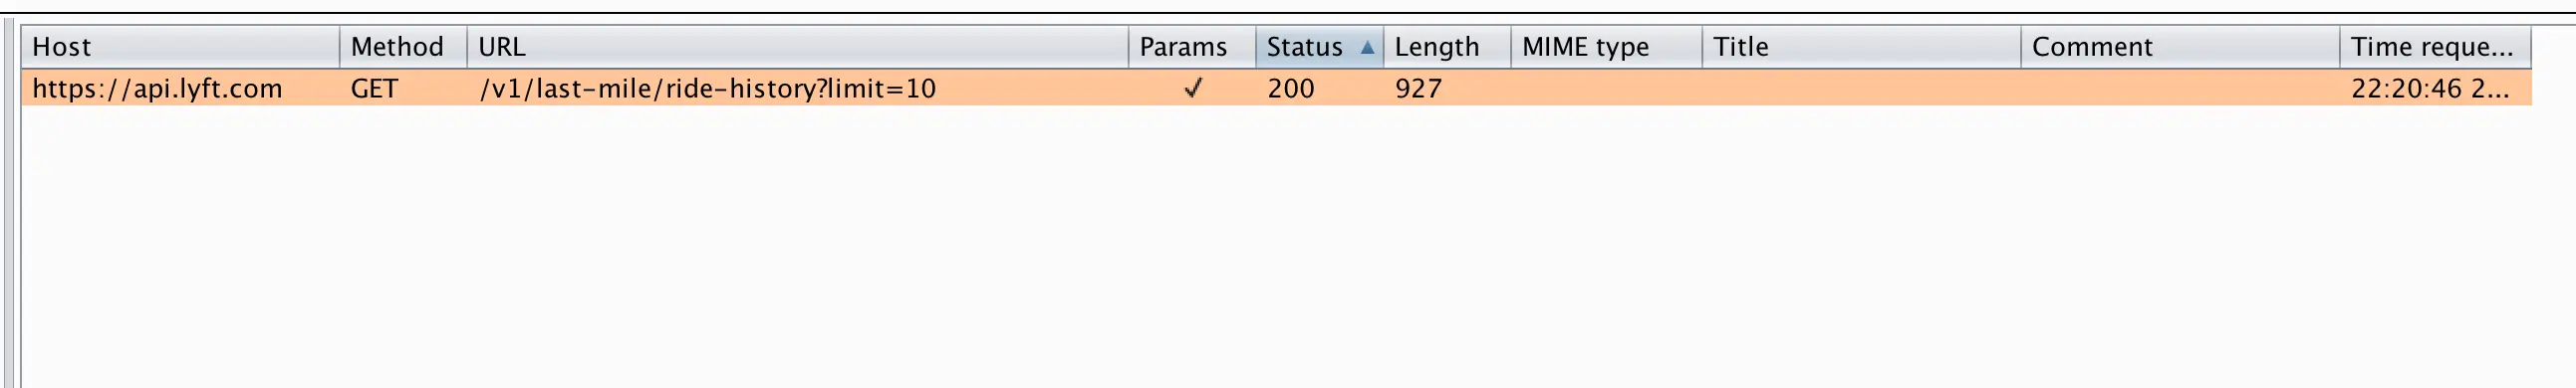 Host Method URL Params Status Length MIME type Title Comment Time reque...
https://api.lyft.com GET /v1/last-mile/ride-history?limit=10 ✓ 200 927 22:20:46 2...